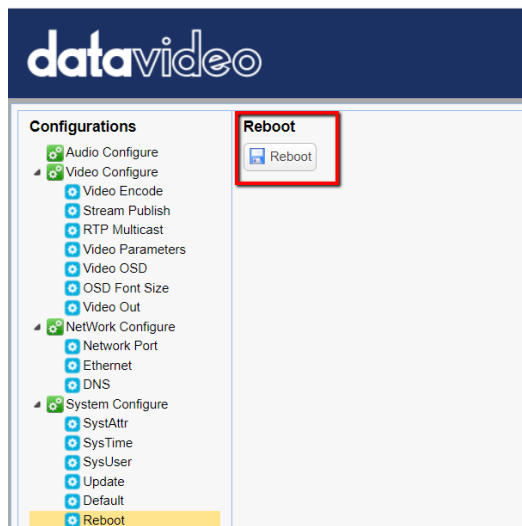 datavideo
Configurations
Audio Configure
Video Configure
Video Encode
Stream Publish
RTP Multicast
Video Parameters
Video OSD
OSD Font Size
Video Out
NetWork Configure
Network Port
Ethernet
DNS
System Configure
SystAttr
SysTime
SysUser
Update
Default
Reboot
Reboot
Reboot